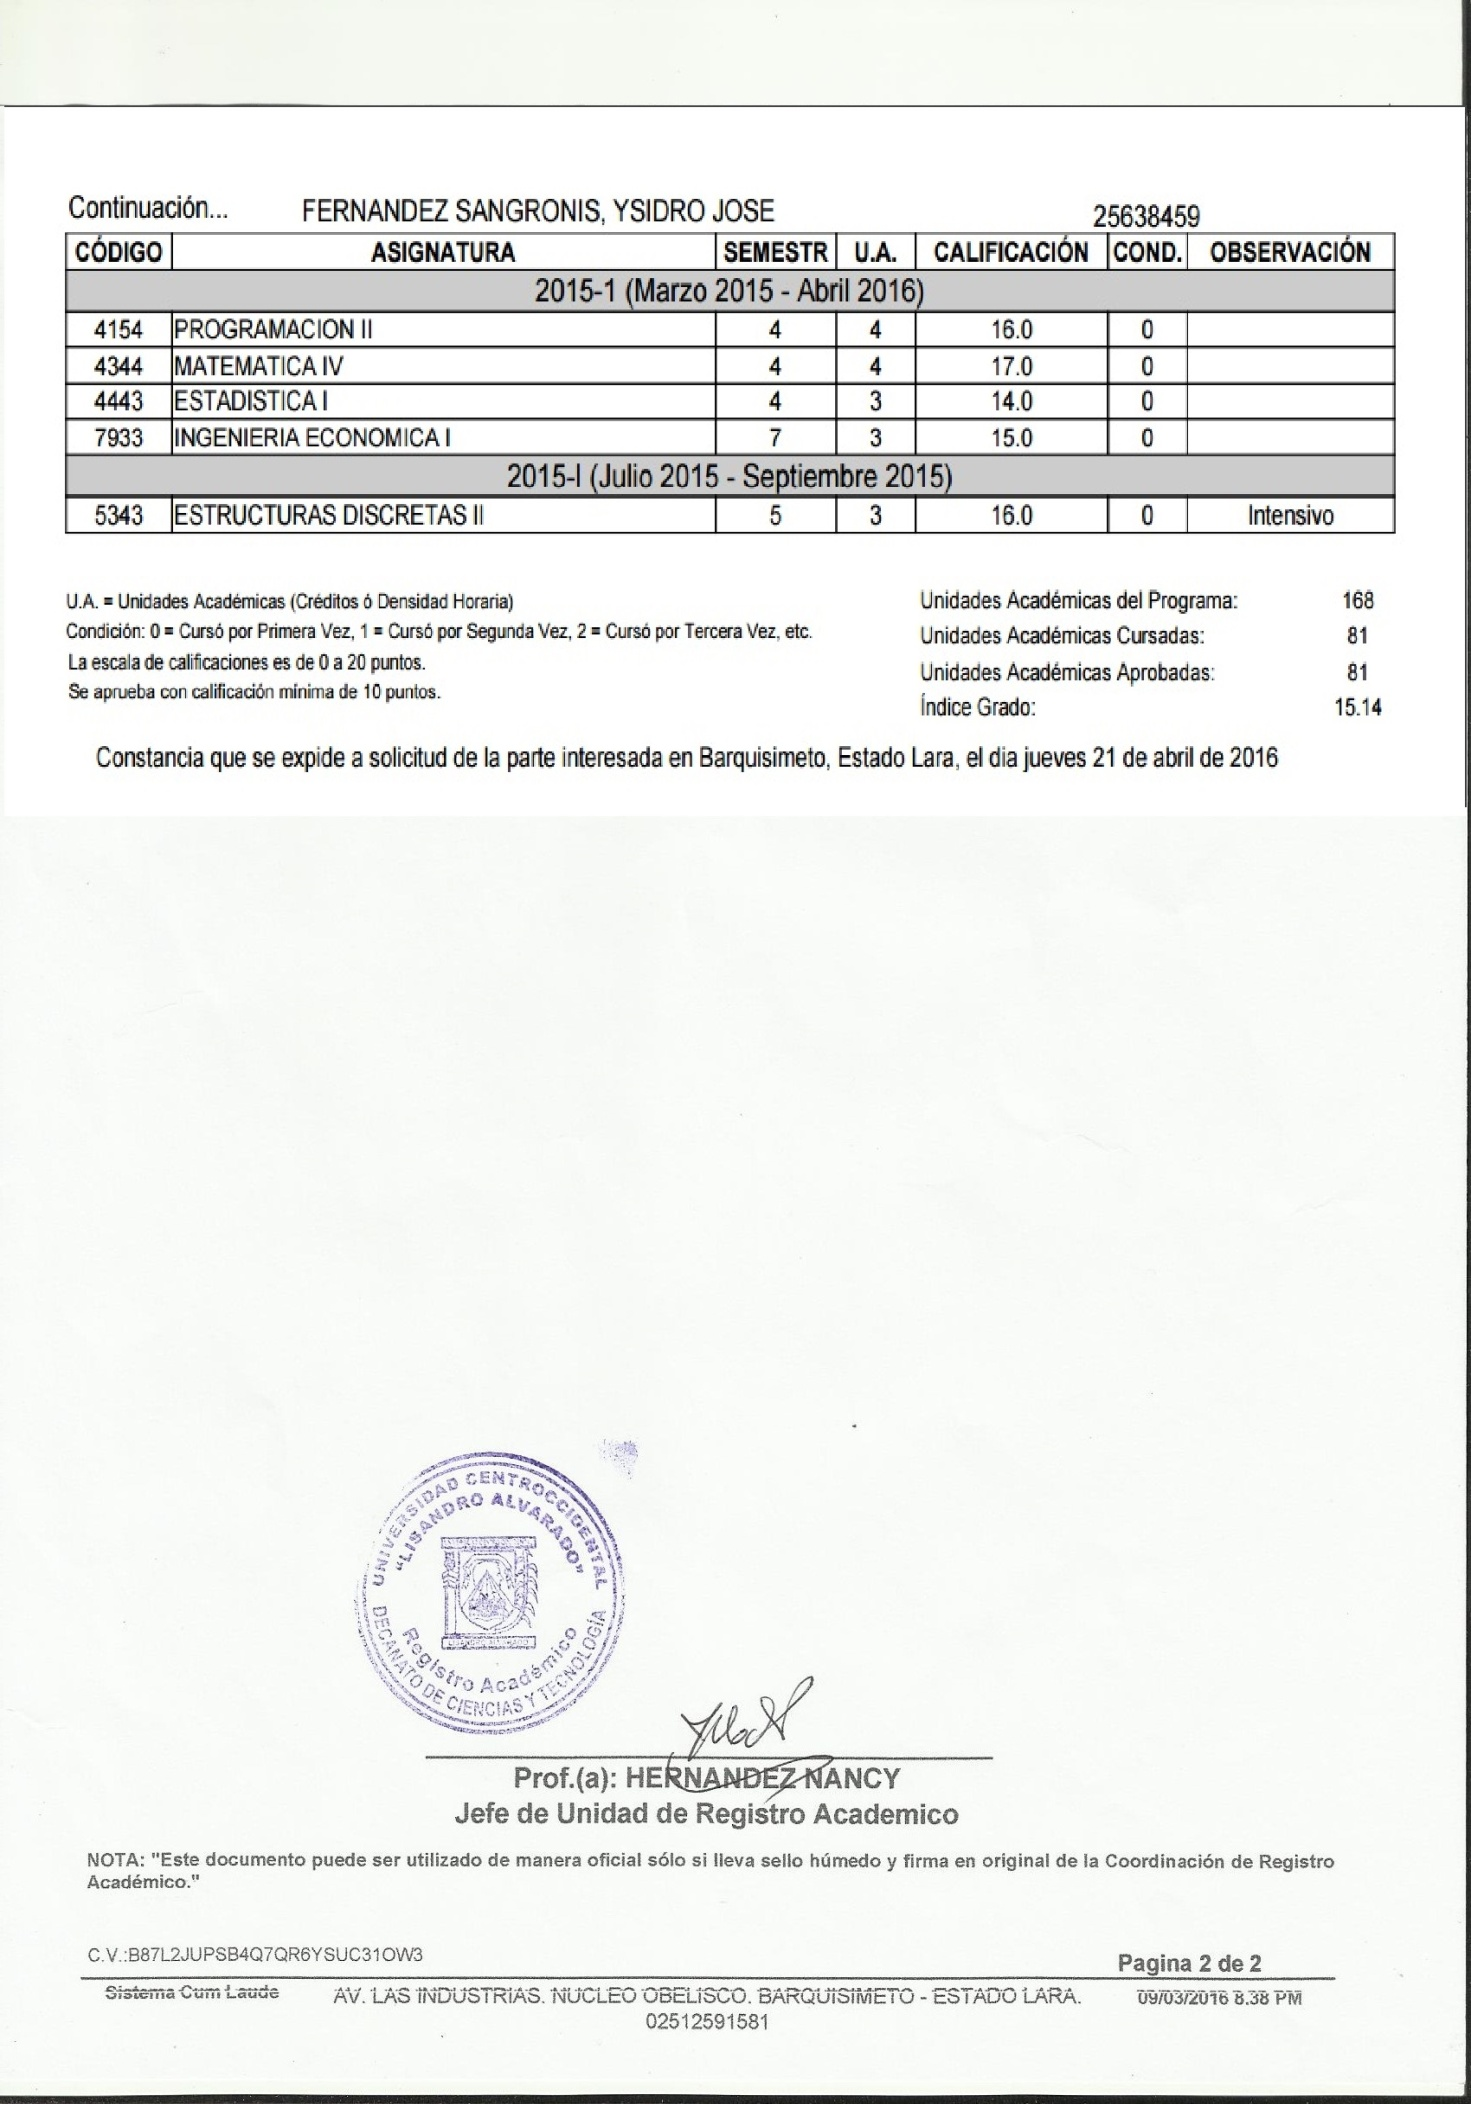 Continuación... FERNANDEZ SANGRONIS, YSIDRO JOSE 25638459
CÓDIGO ASIGNATURA SEMESTR U.A. CALIFICACIÓN COND. OBSERVACIÓN
2015-1 (Marzo 2015 - Abril 2016)
4154 PROGRAMACION II 4 4 16.0 0
4344 MATEMATICA IV 4 4 17.0 0
4443 ESTADISTICA I 4 3 14.0 0
7933 INGENIERIA ECONOMICA I 7 3 15.0 0
2015-I (Julio 2015 - Septiembre 2015)
5343 ESTRUCTURAS DISCRETAS II 5 3 16.0 0 Intensivo
U.A. = Unidades Académicas (Créditos ó Densidad Horaria)
Condición: 0 = Cursó por Primera Vez, 1 = Cursó por Segunda Vez, 2 = Cursó por Tercera Vez, etc.
La escala de calificaciones es de 0 a 20 puntos.
Se aprueba con calificación mínima de 10 puntos.
Unidades Académicas del Programa: 168
Unidades Académicas Cursadas: 81
Unidades Académicas Aprobadas: 81
Índice Grado: 15.14
Constancia que se expide a solicitud de la parte interesada en Barquisimeto, Estado Lara, el dia jueves 21 de abril de 2016
UNIVERSIDAD CENTROCCIDENTAL
"LISANDRO ALVARADO"
LISANDRO ALVARADO
Registro Académico
DECANATO DE CIENCIAS Y TECNOLOGÍA
Prof.(a): HERNANDEZ NANCY
Jefe de Unidad de Registro Academico
NOTA: "Este documento puede ser utilizado de manera oficial sólo si lleva sello húmedo y firma en original de la Coordinación de Registro
Académico."
C.V.:B87L2JUPSB4Q7QR6YSUC31OW3
Pagina 2 de 2
Sistema Cum Laude AV. LAS INDUSTRIAS. NUCLEO OBELISCO. BARQUISIMETO - ESTADO LARA. 09/03/2016 8.38 PM
02512591581